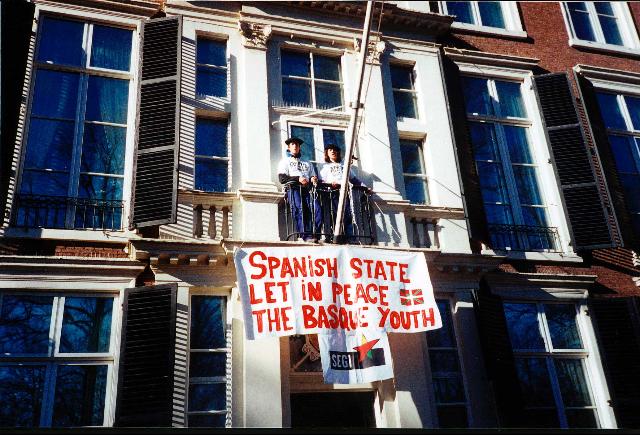 SPANISH STATE
LET IN PEACE
THE BASQUE YOUTH
SEGI